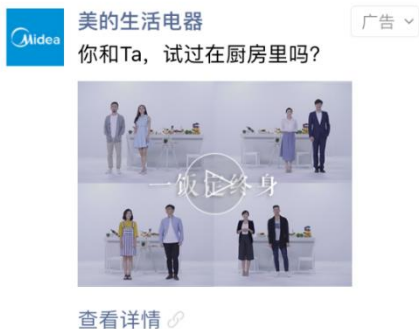 Midea
美的生活电器
广告
你和Ta，试过在厨房里吗？
一饭定终身
查看详情